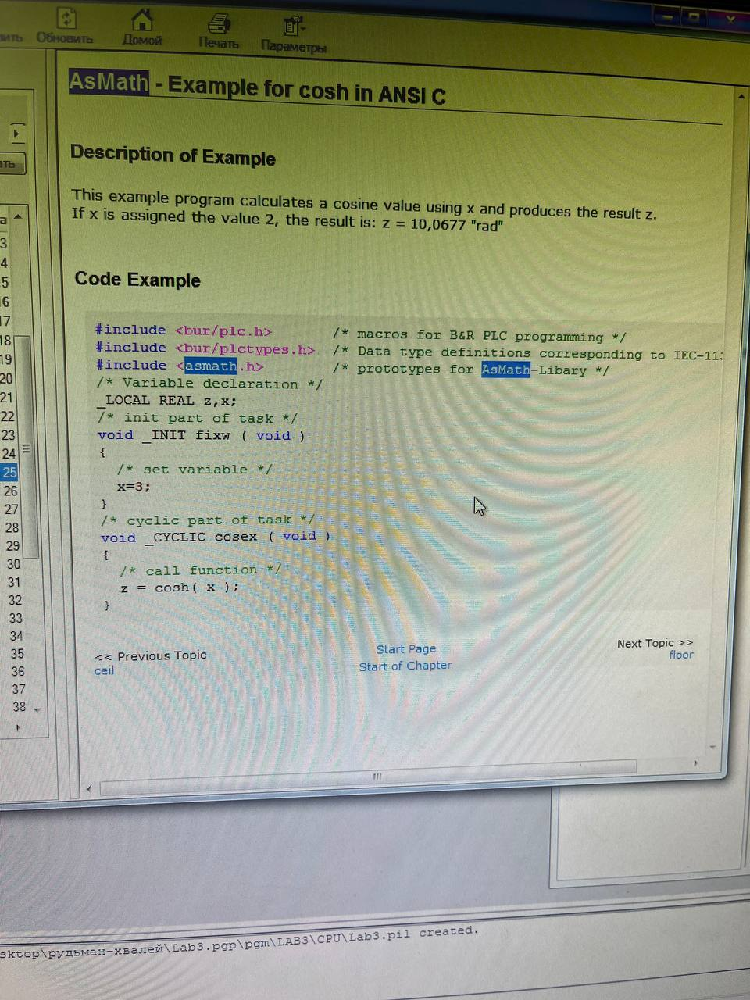 Обновить
Домой
Печать
Параметры
AsMath - Example for cosh in ANSI C
Description of Example
This example program calculates a cosine value using x and produces the result z.
If x is assigned the value 2, the result is: z = 10,0677 "rad"
Code Example
#include <bur/plc.h> /* macros for B&R PLC programming */
#include <bur/plctypes.h> /* Data type definitions corresponding to IEC-11
#include <asmath.h> /* prototypes for AsMath-Libary */
/* Variable declaration */
_LOCAL REAL z,x;
/* init part of task */
void _INIT fixw ( void )
{
/* set variable */
x=3;
}
/* cyclic part of task */
void _CYCLIC cosex ( void )
{
/* call function */
z = cosh( x );
}
<< Previous Topic
ceil
Start Page
Start of Chapter
Next Topic >>
floor
3
4
5
6
17
18
19
20
21
22
23
24
25
26
27
28
29
30
31
32
33
34
35
36
37
38
sktop\рудьман-хвалей\Lab3.pgp\pgm\LAB3\CPU\Lab3.pil created.